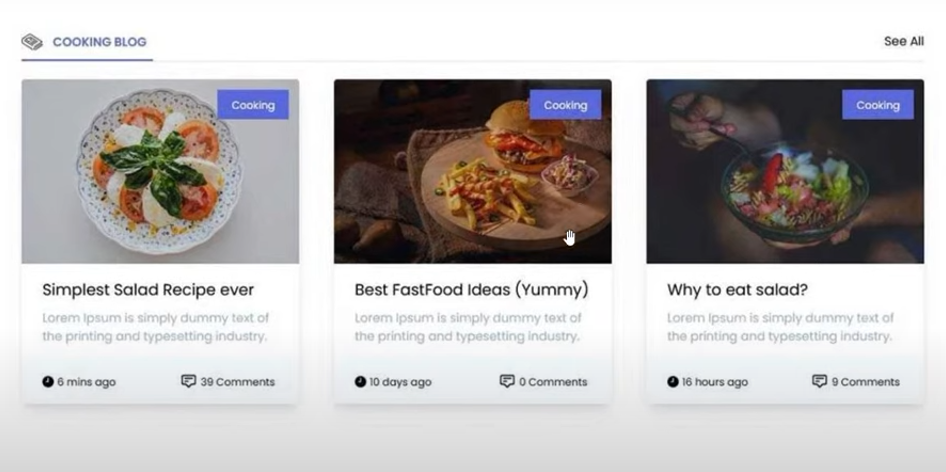 COOKING BLOG
See All
Cooking
Cooking
Cooking
Simplest Salad Recipe ever
Lorem Ipsum is simply dummy text of
the printing and typesetting industry.
6 mins ago
39 Comments
Best FastFood Ideas (Yummy)
Lorem Ipsum is simply dummy text of
the printing and typesetting industry.
10 days ago
0 Comments
Why to eat salad?
Lorem Ipsum is simply dummy text of
the printing and typesetting industry.
16 hours ago
9 Comments